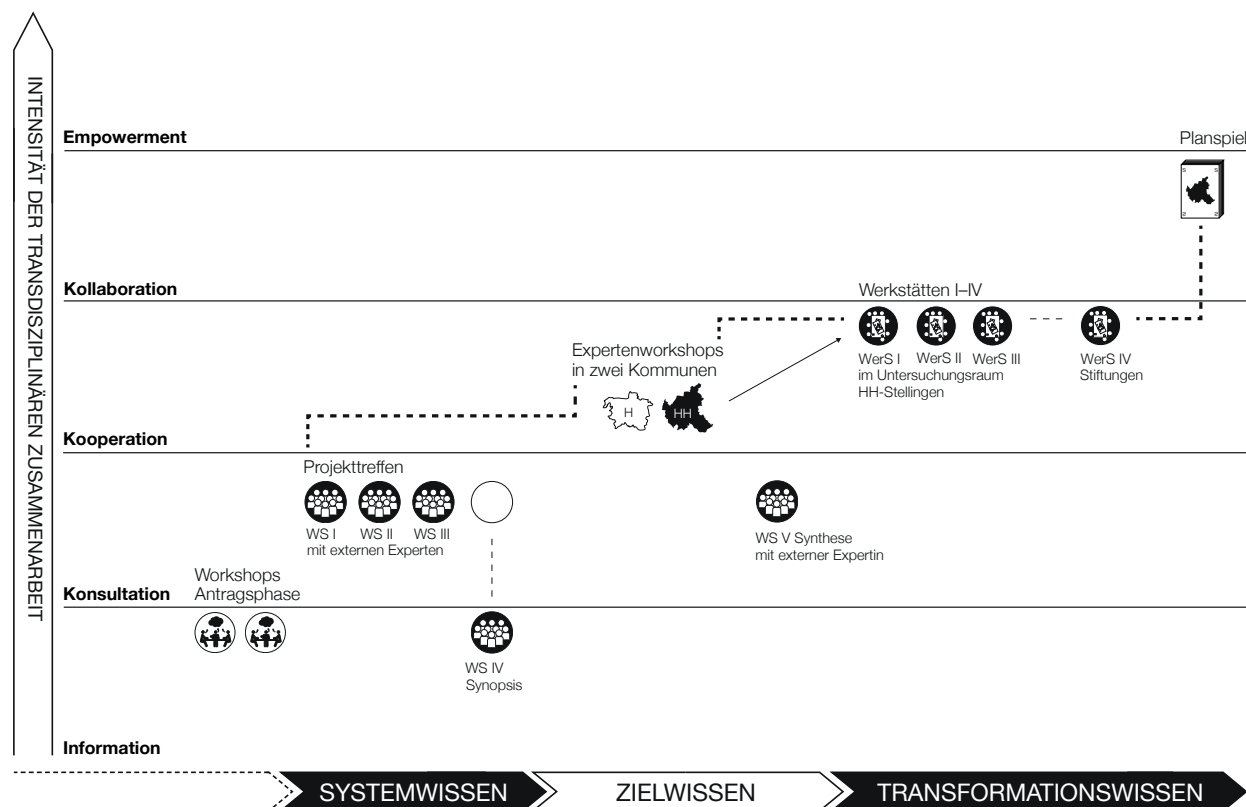 INTENSITÄT DER TRANSDISZIPLINÄREN ZUSAMMENARBEIT
Empowerment
Planspiel
S S
S S
Kollaboration
Werkstätten I–IV
WerS I WerS II WerS III WerS IV
im Untersuchungsraum Stiftungen
HH-Stellingen
Expertenworkshops
in zwei Kommunen
H HH
Kooperation
Projekttreffen
WS I WS II WS III
mit externen Experten
WS V Synthese
mit externer Expertin
Workshops
Antragsphase
Konsultation
WS IV
Synopsis
Information
SYSTEMWISSEN ZIELWISSEN TRANSFORMATIONSWISSEN